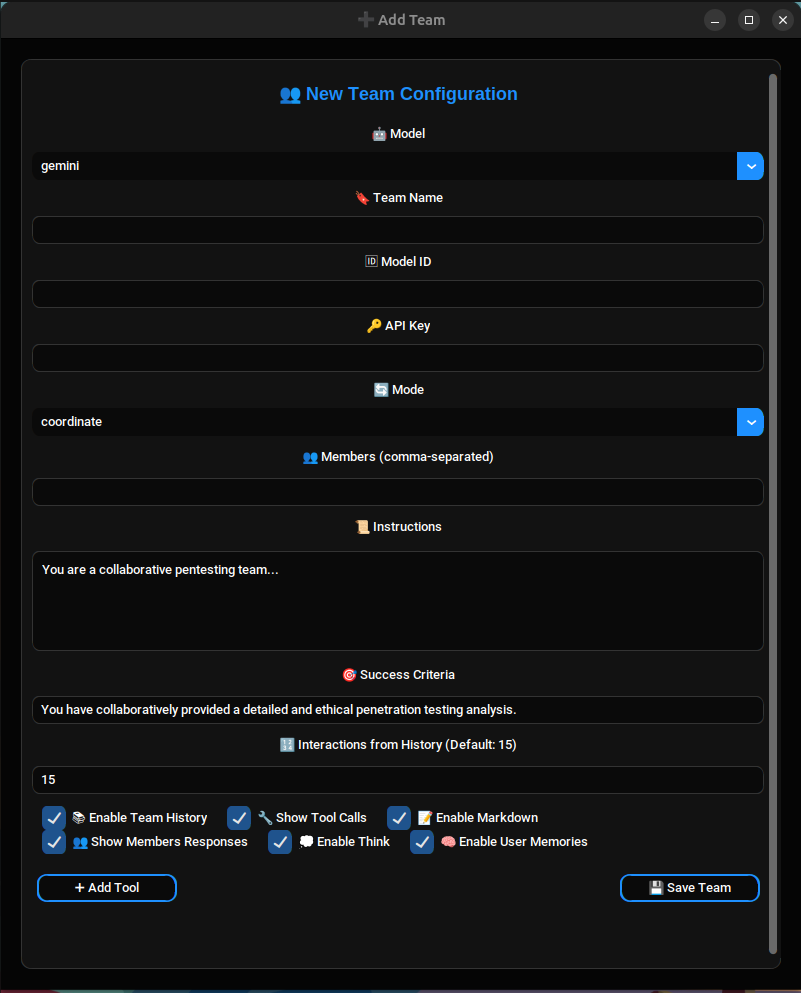 ➕ Add Team
👥 New Team Configuration
🤖 Model
gemini
🔖 Team Name
🆔 Model ID
🔑 API Key
🔄 Mode
coordinate
👥 Members (comma-separated)
📜 Instructions
You are a collaborative pentesting team...
🎯 Success Criteria
You have collaboratively provided a detailed and ethical penetration testing analysis.
🔢 Interactions from History (Default: 15)
15
📚 Enable Team History 🔧 Show Tool Calls 📝 Enable Markdown
👥 Show Members Responses 💭 Enable Think 🧠 Enable User Memories
+ Add Tool 💾 Save Team